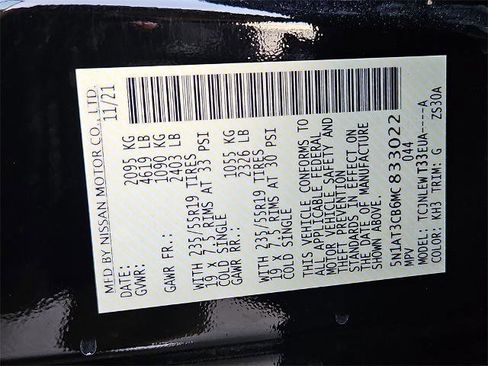 MFD BY NISSAN MOTOR CO., LTD.
11/21
GVWR: 2095 KG
4619 LB
GAWR FR.: 1090 KG
2403 LB
WITH 235/55R19 TIRES
19 X 7.5 RIMS AT 33 PSI
COLD SINGLE
GAWR RR.: 1055 KG
2326 LB
WITH 235/55R19 TIRES
19 X 7.5 RIMS AT 30 PSI
COLD SINGLE
THIS VEHICLE CONFORMS TO
ALL APPLICABLE FEDERAL
MOTOR VEHICLE SAFETY AND
THEFT PREVENTION
STANDARDS IN EFFECT ON
THE DATE OF MANUFACTURE
SHOWN ABOVE.
5N1AT3CB6MC833022
044
MODEL: TC1NLEW T33EUA----A
COLOR: KH3 TRIM: G ZS30A